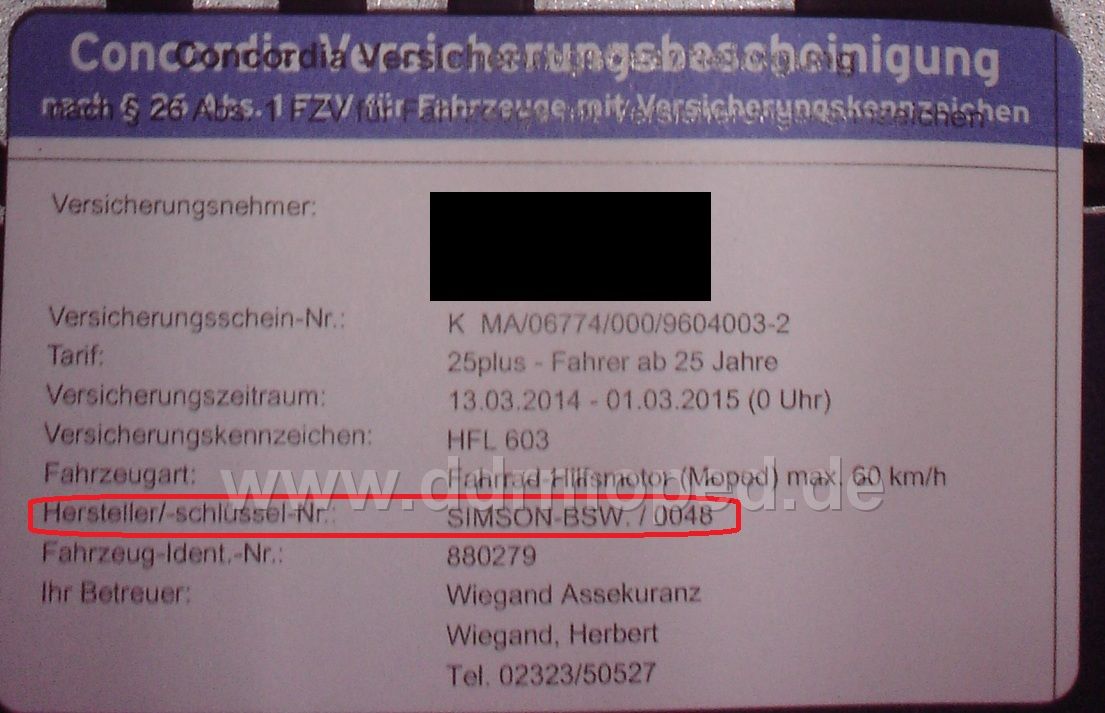 Concordia Versicherungsbescheinigung
nach § 26 Abs. 1 FZV für Fahrzeuge mit Versicherungskennzeichen
Versicherungsnehmer:
Versicherungsschein-Nr.: K MA/06774/000/9604003-2
Tarif: 25plus - Fahrer ab 25 Jahre
Versicherungszeitraum: 13.03.2014 - 01.03.2015 (0 Uhr)
Versicherungskennzeichen: HFL 603
Fahrzeugart: Fahrrad-Hilfsmotor (Moped) max. 60 km/h
www.ddrmoped.de
Hersteller/-schlüssel-Nr.: SIMSON-BSW. / 0048
Fahrzeug-Ident.-Nr.: 880279
Ihr Betreuer: Wiegand Assekuranz
Wiegand, Herbert
Tel. 02323/50527